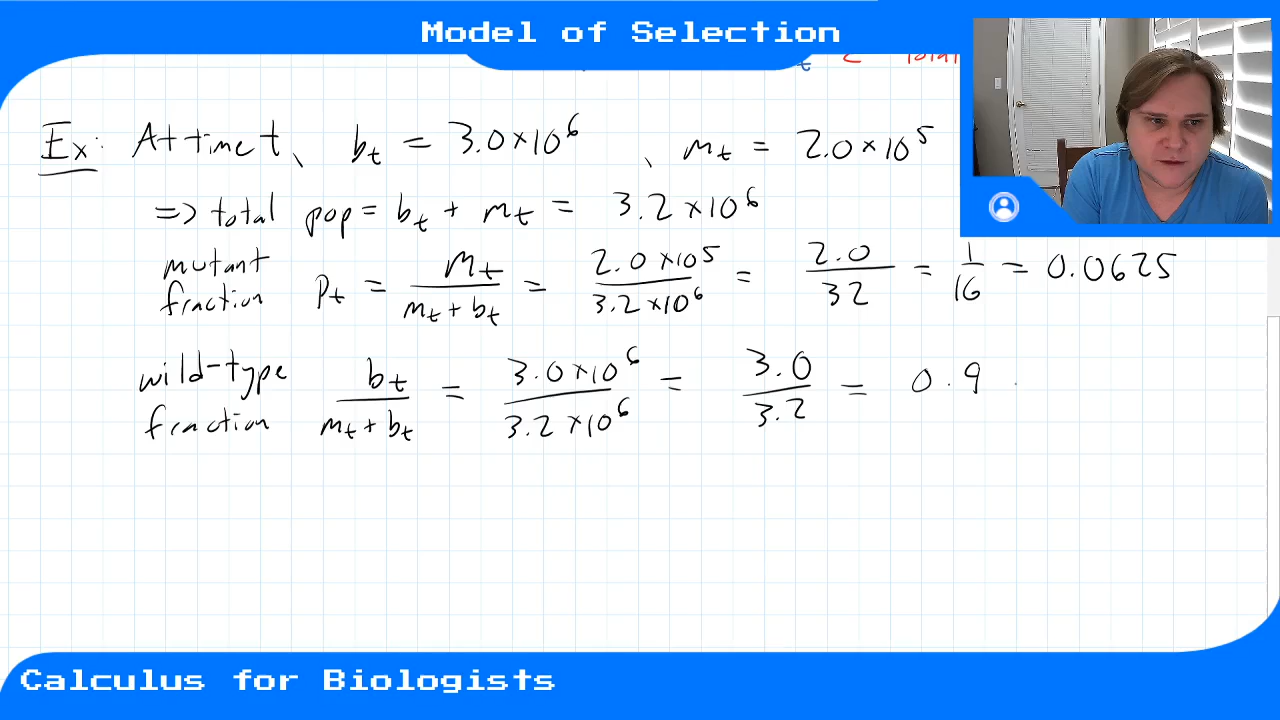 Model of Selection
t 2 total
Ex: At time t, b_t = 3.0×10^6, m_t = 2.0×10^5
=> total pop = b_t + m_t = 3.2×10^6
mutant fraction p_t = m_t / (m_t + b_t) = 2.0×10^5 / 3.2×10^6 = 2.0 / 32 = 1/16 = 0.0625
wild-type fraction b_t / (m_t + b_t) = 3.0×10^6 / 3.2×10^6 = 3.0 / 3.2 = 0.9
Calculus for Biologists